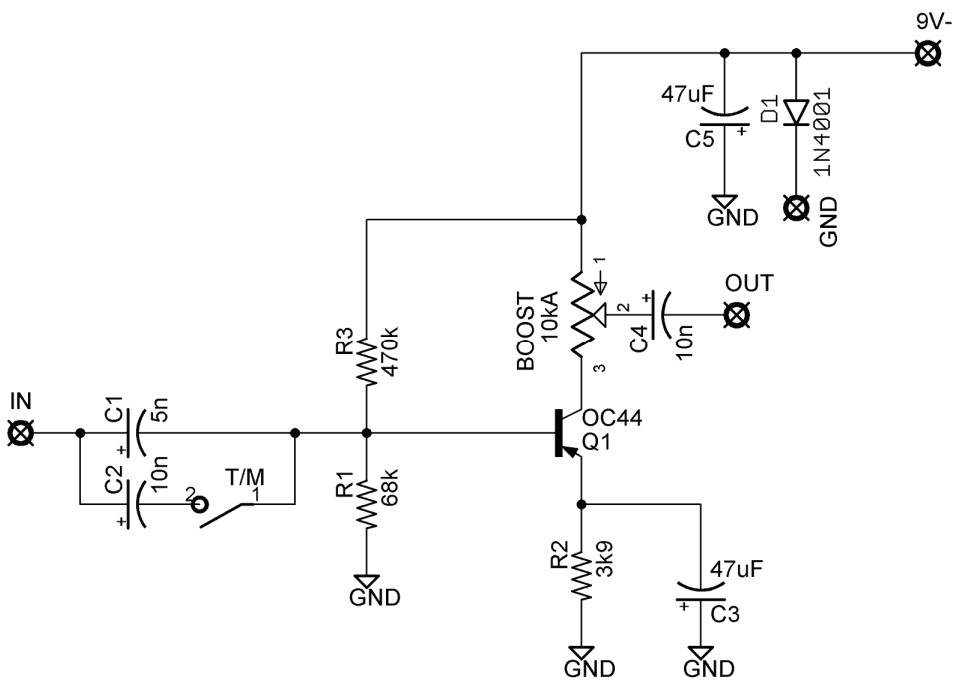 9V-
47uF
C5
+
D1
1N4001
GND
GND
1
BOOST
10kA
2
+
C4
10n
OUT
3
R3
470k
IN
C1
5n
+
OC44
Q1
C2
10n
+
2
T/M
1
R1
68k
GND
R2
3k9
47uF
+
C3
GND
GND